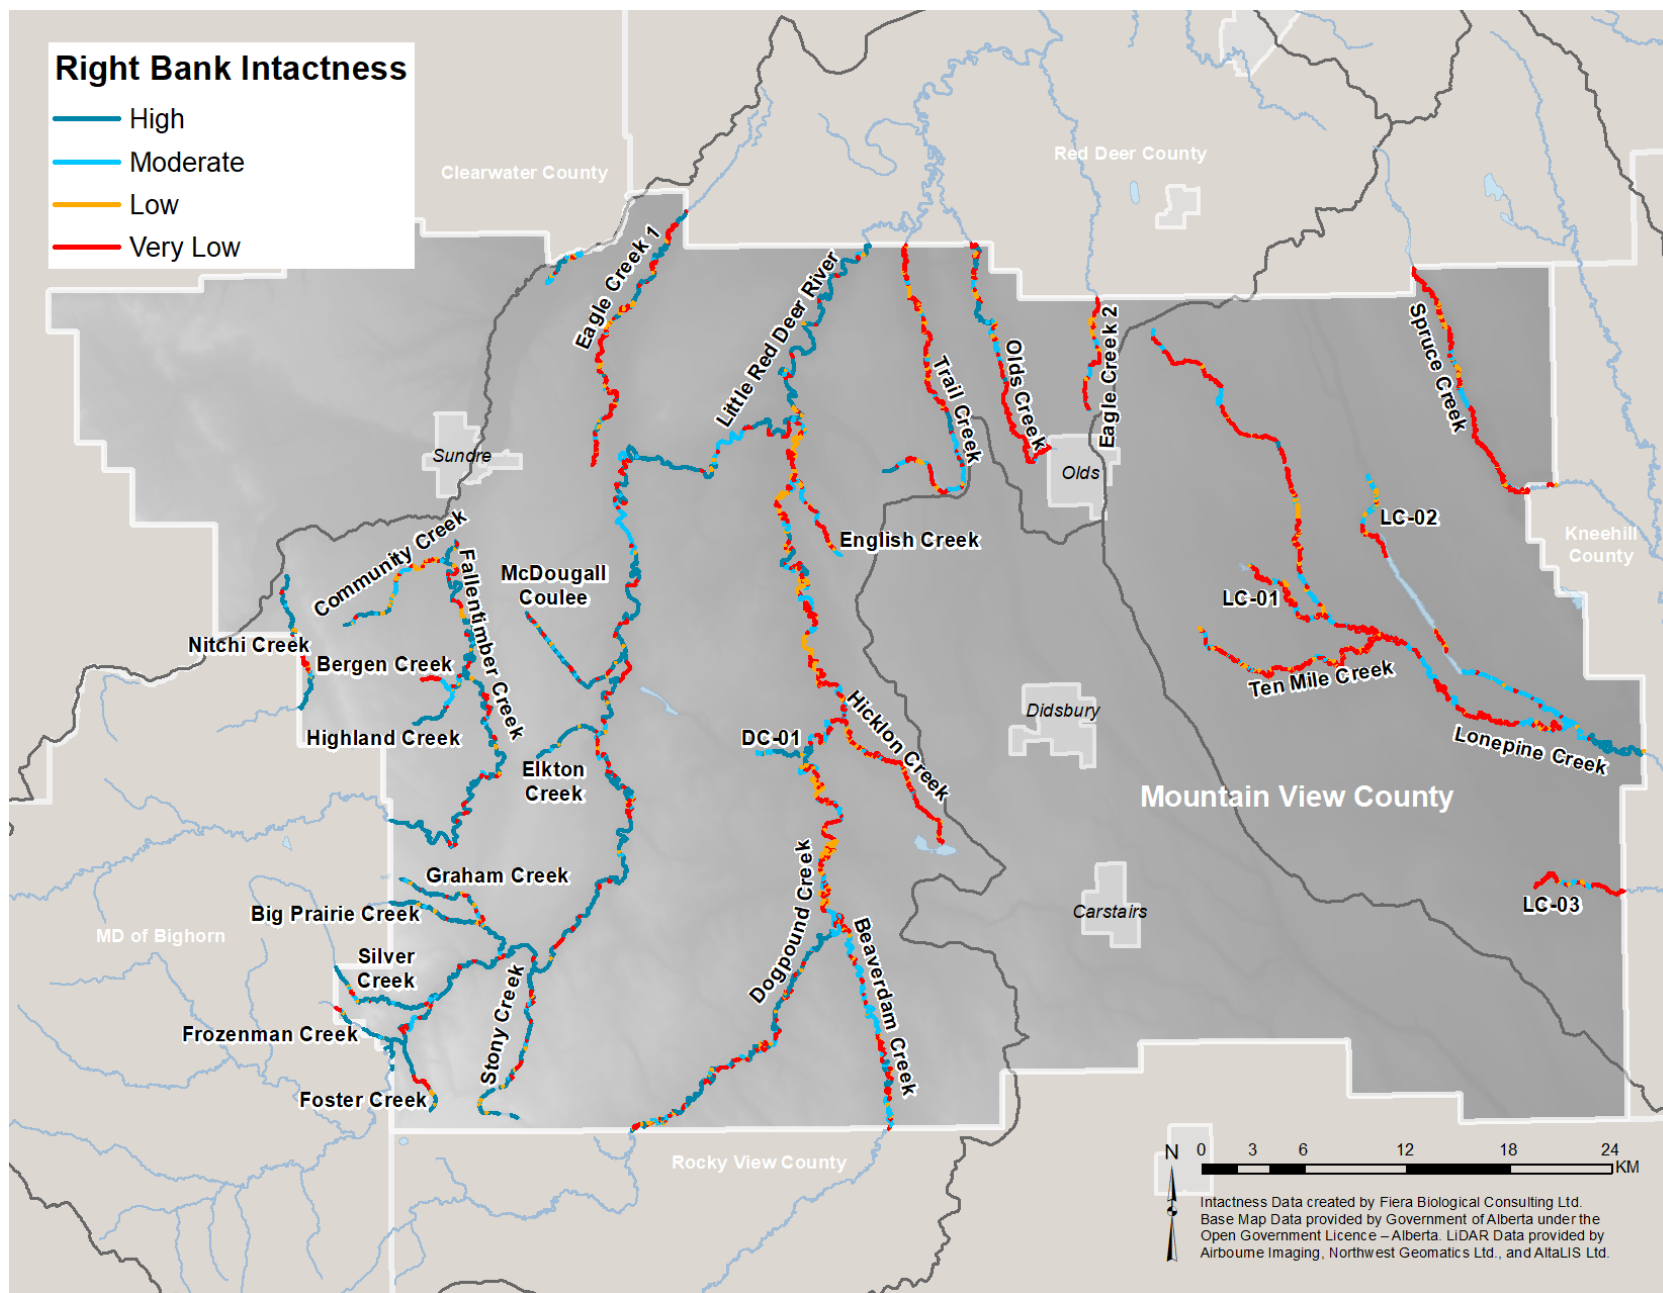 Right Bank Intactness
High
Moderate
Low
Very Low
Clearwater County
Red Deer County
Eagle Creek 1
Little Red Deer River
Trail Creek
Olds Creek
Eagle Creek 2
Spruce Creek
Sundre
Olds
LC-02
Kneehill
County
Community Creek
Fallentimber Creek
English Creek
McDougall
Coulee
LC-01
Nitchi Creek
Bergen Creek
Ten Mile Creek
Highland Creek
Hicklon Creek
Didsbury
DC-01
Lonepine Creek
Elkton
Creek
Mountain View County
Graham Creek
Dogpound Creek
Big Prairie Creek
Carstairs
LC-03
MD of Bighorn
Silver
Creek
Beaverdam Creek
Stony Creek
Frozenman Creek
Foster Creek
Rocky View County
N
0 3 6 12 18 24
KM
Intactness Data created by Fiera Biological Consulting Ltd.
Base Map Data provided by Government of Alberta under the
Open Government Licence – Alberta. LiDAR Data provided by
Airbourne Imaging, Northwest Geomatics Ltd., and AltaLIS Ltd.